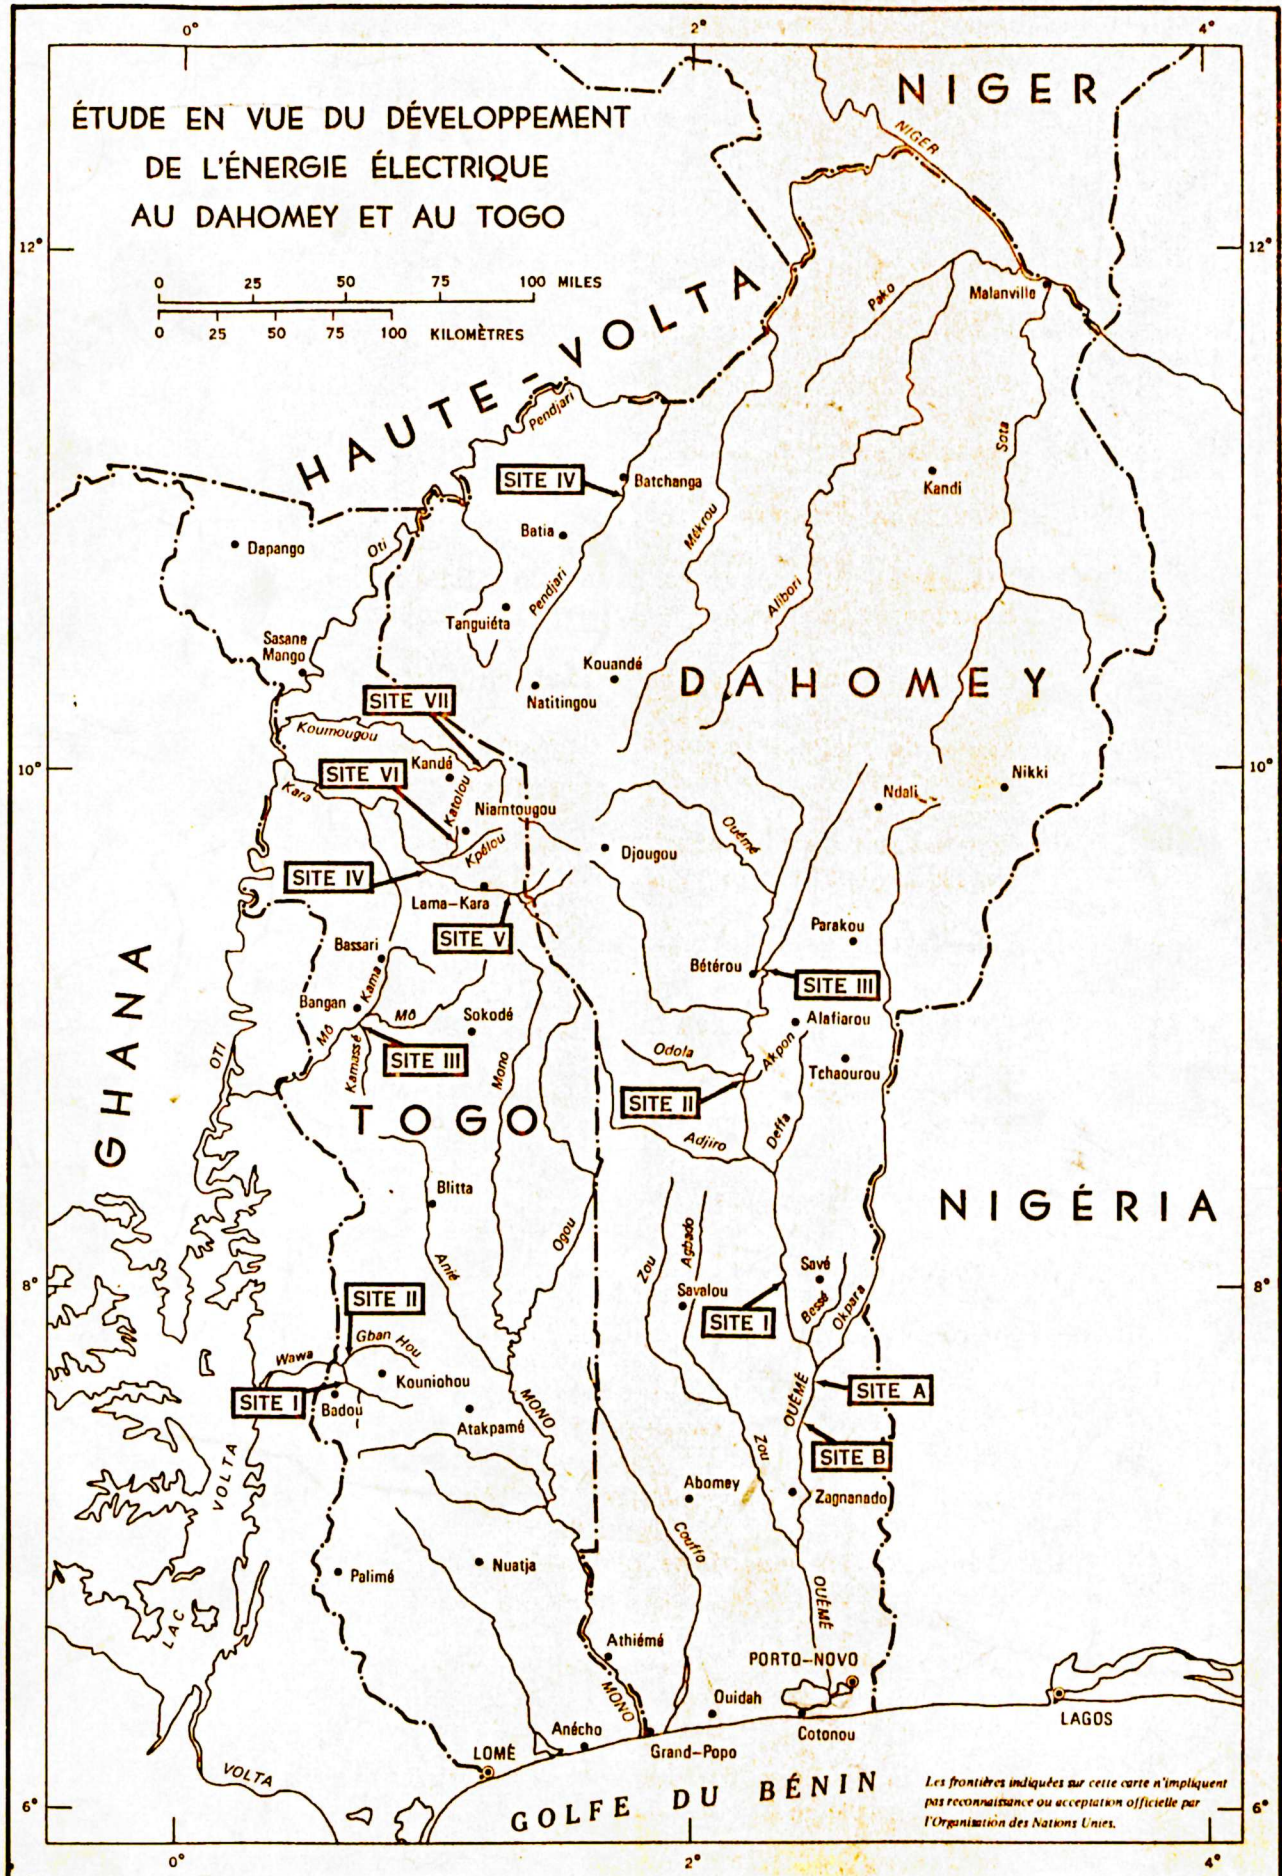 0° 2° 4°
NIGER
ÉTUDE EN VUE DU DÉVELOPPEMENT
DE L'ÉNERGIE ÉLECTRIQUE
AU DAHOMEY ET AU TOGO
NIGER
12° 12°
0 25 50 75 100 MILES
0 25 50 75 100 KILOMÈTRES
HAUTE-VOLTA
Pako
Malanville
Pendjari
Sota
SITE IV
Batchanga
Kandi
Mékrou
Batia
Oti
Dapango
Pendjari
Alibori
Tanguiéta
Sasane
Mango
Kouandé
DAHOMEY
SITE VII
Natitingou
Koumougou
SITE VI
Kandé
10° 10°
Nikki
Kara
Katolou
Niamtougou
Ndali
Ouémé
Kpélou
Djougou
SITE IV
Lama-Kara
SITE V
Parakou
Bassari
Bétérou
Kama
SITE III
Bangan
Mô
Sokodé
Alafiarou
Mô
GHANA
OTI
Kamassé
SITE III
Mono
Odola
Akpon
Tchaourou
SITE II
TOGO
Adjiro
Deffa
Blitta
NIGÉRIA
Ogou
Agbado
Zou
Anié
Savé
8° 8°
SITE II
Savalou
Bessé
Okpara
SITE I
Gban Hou
Wawa
Kouniohou
SITE I
Badou
MONO
OUÉMÉ
SITE A
Atakpamé
Zou
SITE B
VOLTA
Abomey
Zagnanado
Couffo
Nuatja
Palimé
OUÉMÉ
LAC
Athiémé
PORTO-NOVO
MONO
Ouidah
LAGOS
Anécho
Cotonou
LOMÉ
Grand-Popo
VOLTA
GOLFE DU BÉNIN
Les frontières indiquées sur cette carte n'impliquent
pas reconnaissance ou acceptation officielle par
l'Organisation des Nations Unies.
6° 6°
0° 2° 4°